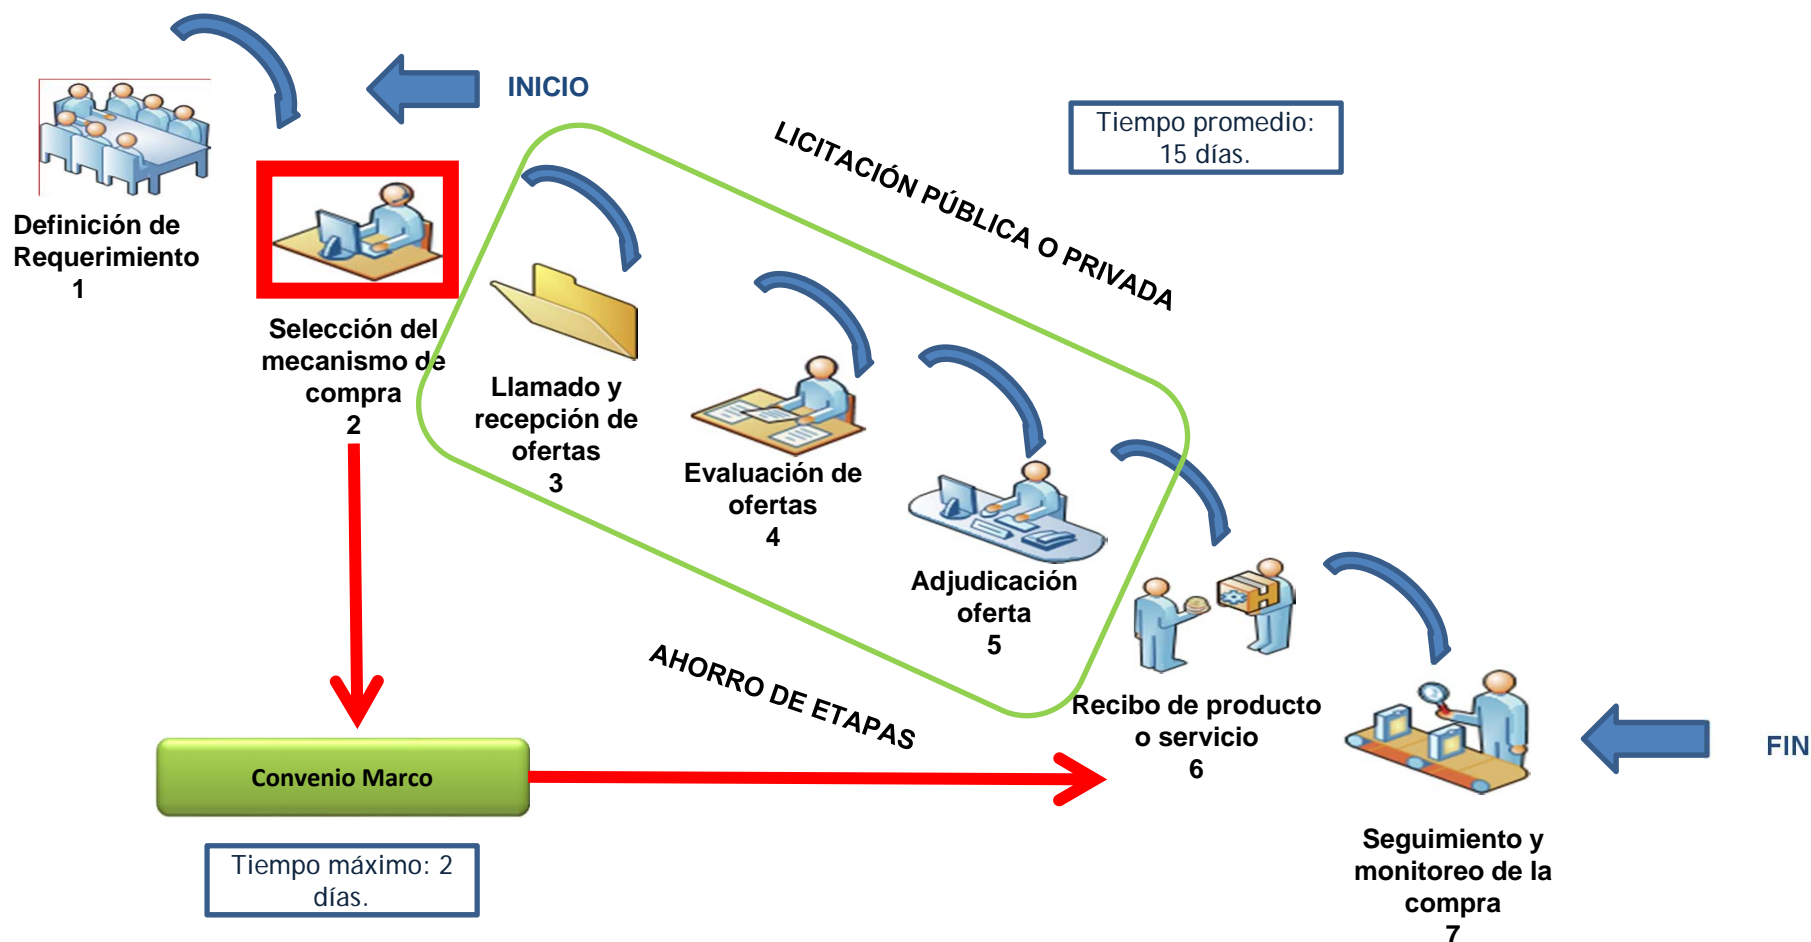 INICIO
Tiempo promedio:
15 días.
LICITACIÓN PÚBLICA O PRIVADA
Definición de
Requerimiento
1
Selección del
mecanismo de
compra
2
Llamado y
recepción de
ofertas
3
Evaluación de
ofertas
4
Adjudicación
oferta
5
AHORRO DE ETAPAS
Recibo de producto
o servicio
6
FIN
Convenio Marco
Tiempo máximo: 2
días.
Seguimiento y
monitoreo de la
compra
7